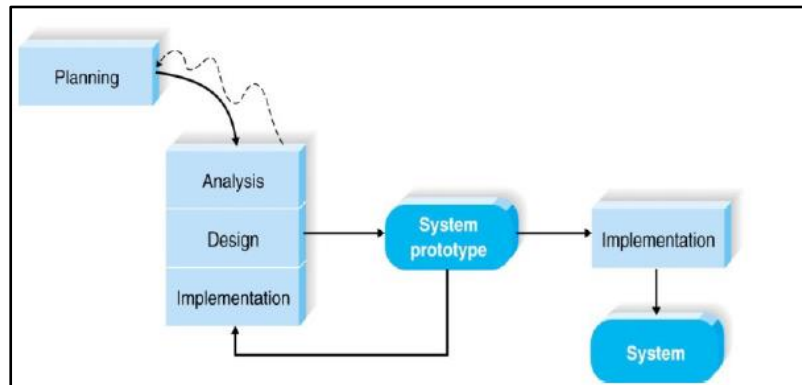 Planning
Analysis
Design
Implementation
System
prototype
Implementation
System